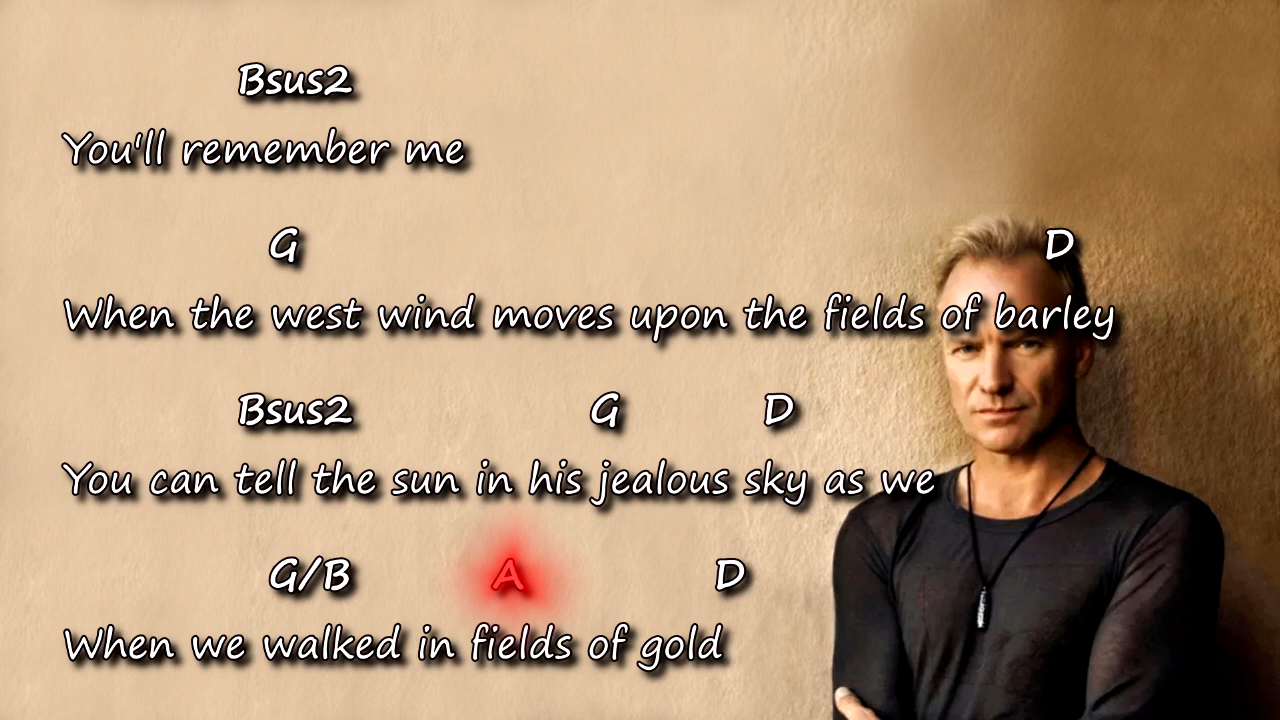 Bsus2
You'll remember me
G D
When the west wind moves upon the fields of barley
Bsus2 G D
You can tell the sun in his jealous sky as we
G/B A D
When we walked in fields of gold